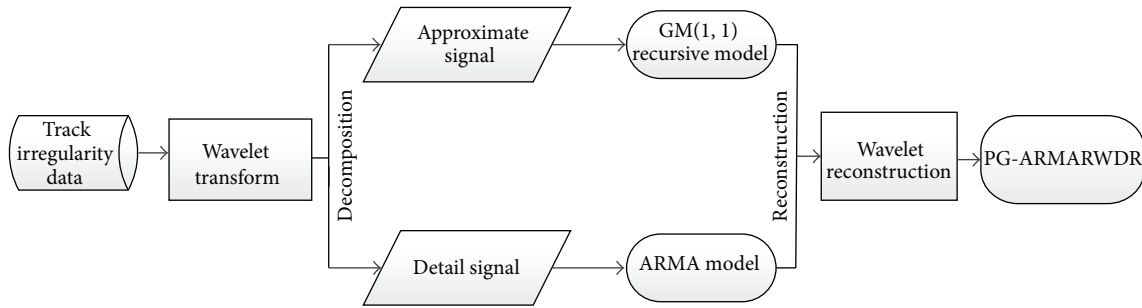 Track
irregularity
data
Wavelet
transform
Decomposition
Approximate
signal
GM(1, 1)
recursive model
Detail signal
ARMA model
Reconstruction
Wavelet
reconstruction
PG-ARMARWDR